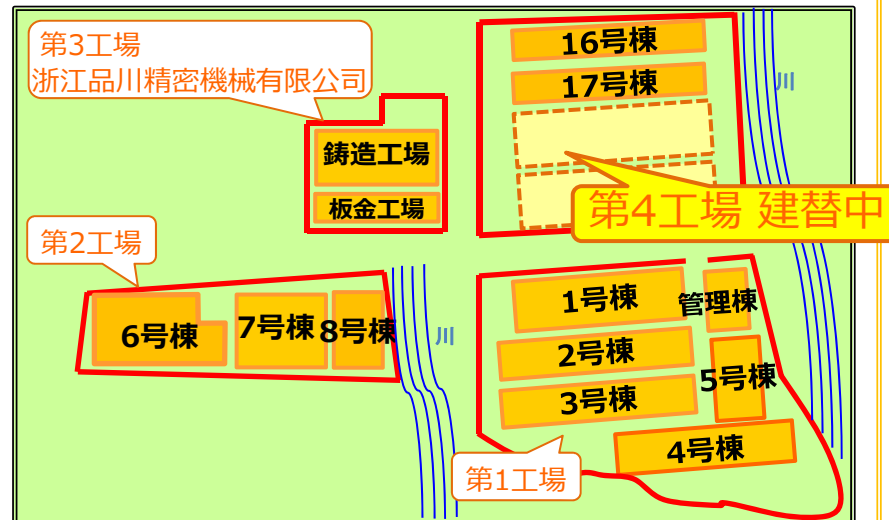 第3工場
浙江品川精密機械有限公司
16号棟
17号棟
川
鋳造工場
板金工場
第4工場 建替中
第2工場
6号棟
7号棟
8号棟
川
1号棟
管理棟
2号棟
5号棟
3号棟
4号棟
第1工場